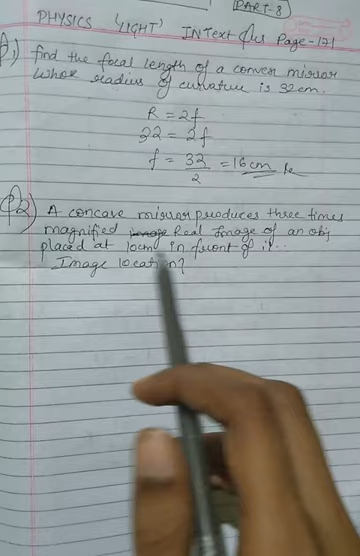 PART-8
PHYSICS 'LIGHT' INText Qus Page-171
Q1) find the focal length of a convex mirror
whose radius of curvature is 32cm.
R = 2f
32 = 2f
f = 32/2 = 16cm
Q2) A concave mirror produces three times
magnified Real Image of an obj
placed at 10cm in front of it..
Image location?